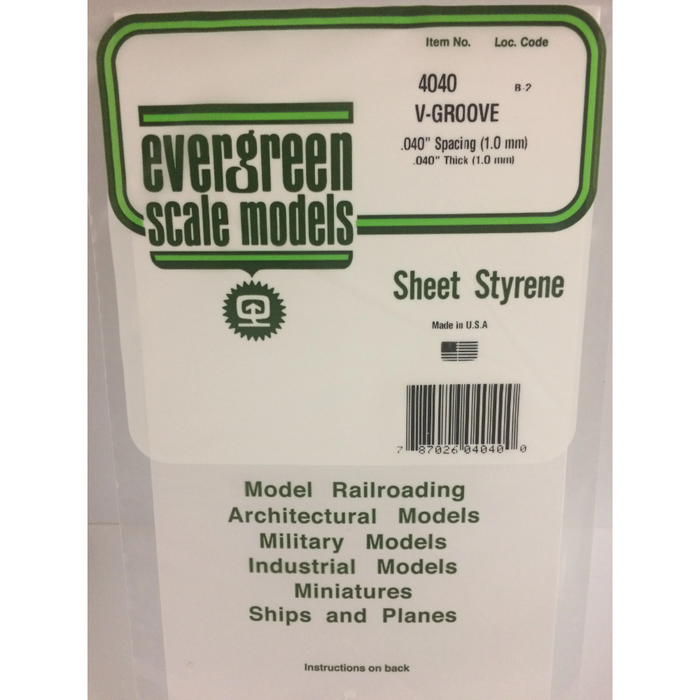 Item No. Loc. Code
4040 B-2
V-GROOVE
.040" Spacing (1.0 mm)
.040" Thick (1.0 mm)
evergreen
scale models
Sheet Styrene
Made in U.S.A
7 87026 04040 0
Model Railroading
Architectural Models
Military Models
Industrial Models
Miniatures
Ships and Planes
Instructions on back